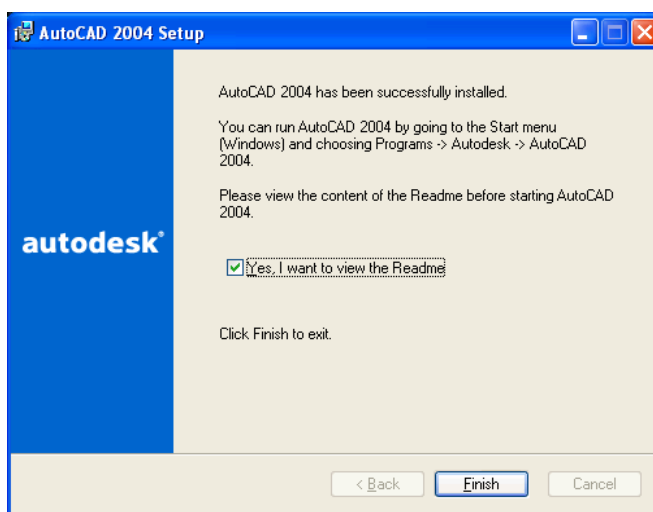 AutoCAD 2004 Setup
AutoCAD 2004 has been successfully installed.
You can run AutoCAD 2004 by going to the Start menu
(Windows) and choosing Programs -> Autodesk -> AutoCAD
2004.
Please view the content of the Readme before starting AutoCAD
2004.
autodesk®
Yes, I want to view the Readme
Click Finish to exit.
< Back
Finish
Cancel